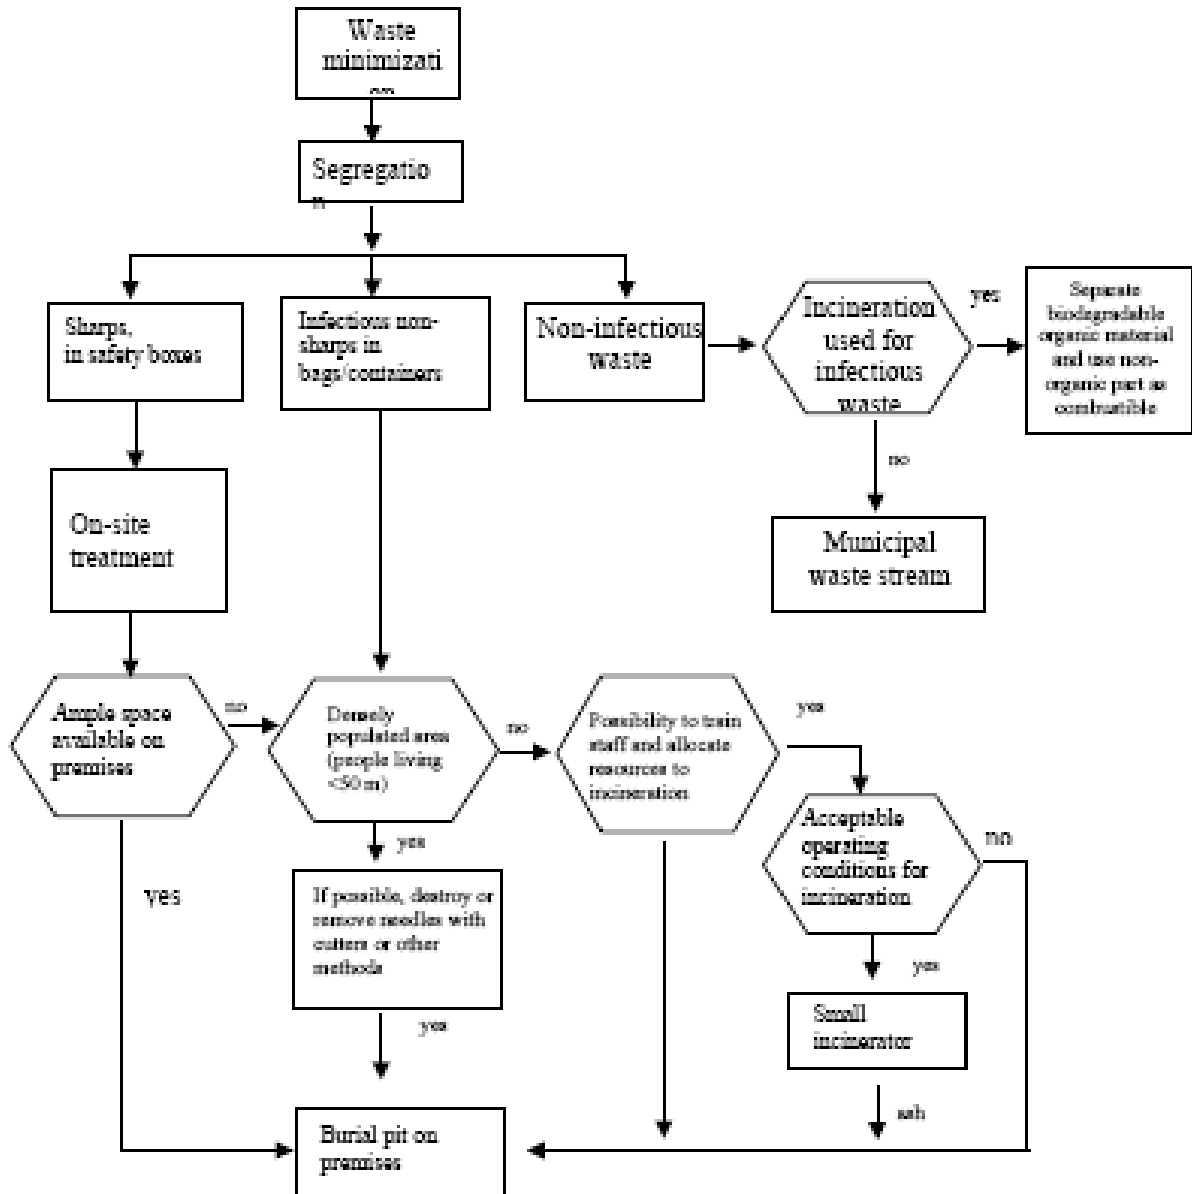 Waste
minimizati
on
Segregatio
n
Sharps,
in safety boxes
Infectious non-
sharps in
bags/containers
Non-infectious
waste
Incineration
used for
infectious
waste
yes
Separate
biodegradable
organic material
and use non-
organic part as
combustible
no
Municipal
waste stream
On-site
treatment
Ample space
available on
premises
no
Densely
populated area
(people living
<50 m)
no
Possibility to train
staff and allocate
resources to
incineration
yes
Acceptable
operating
conditions for
incineration
no
yes
yes
If possible, destroy or
remove needles with
cutters or other
methods
yes
Small
incinerator
yes
ash
Burial pit on
premises